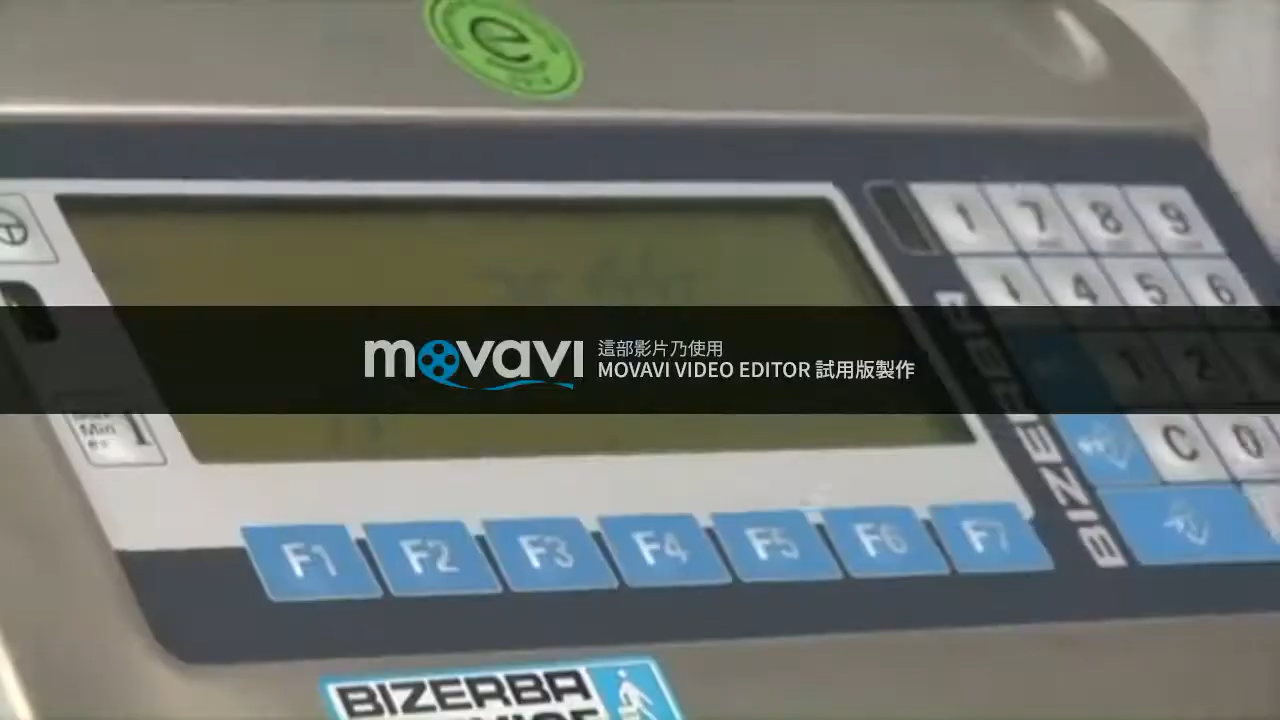 e
7 8 9
4 5 6
movavi
這部影片乃使用
MOVAVI VIDEO EDITOR 試用版製作
1 2
Min
C 0
BIZERBA
F1 F2 F3 F4 F5 F6 F7
BIZERBA